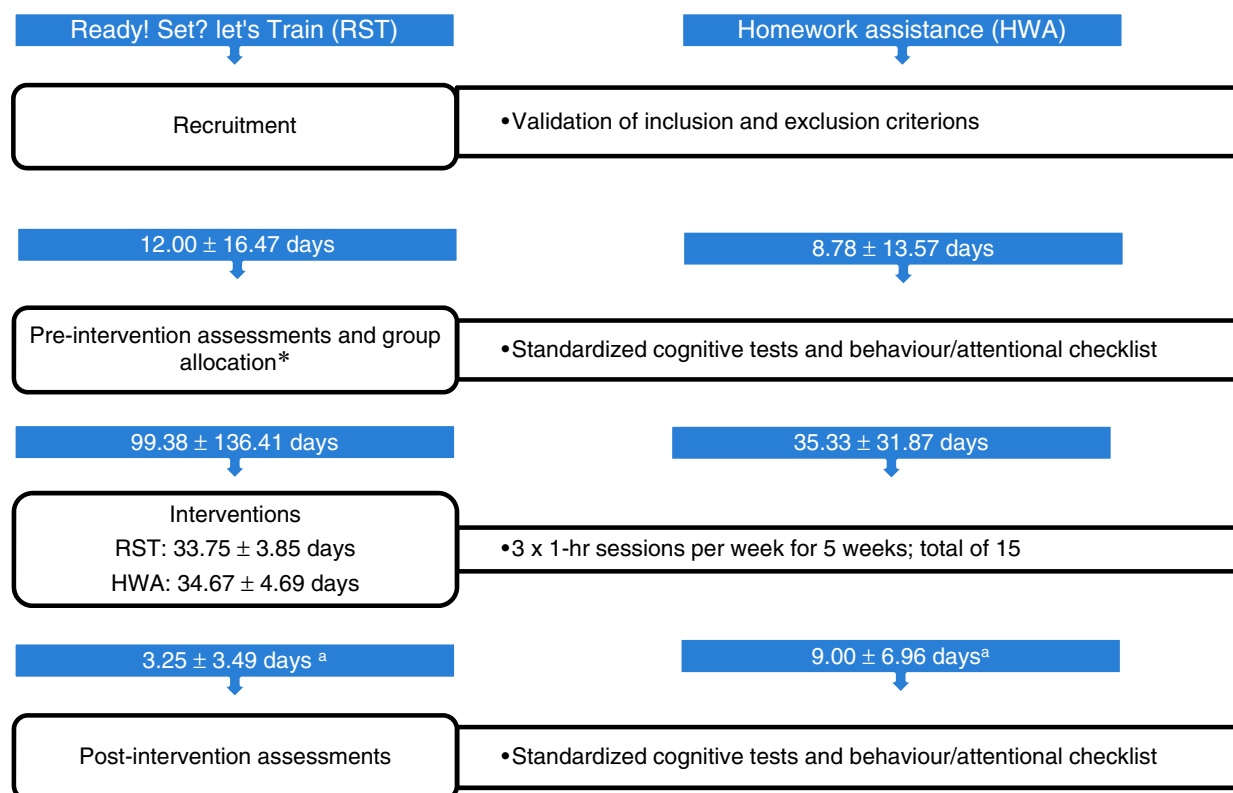 Ready! Set? let's Train (RST)
Homework assistance (HWA)
Recruitment
•Validation of inclusion and exclusion criterions
12.00 ± 16.47 days
8.78 ± 13.57 days
Pre-intervention assessments and group
allocation*
•Standardized cognitive tests and behaviour/attentional checklist
99.38 ± 136.41 days
35.33 ± 31.87 days
Interventions
RST: 33.75 ± 3.85 days
HWA: 34.67 ± 4.69 days
•3 x 1-hr sessions per week for 5 weeks; total of 15
3.25 ± 3.49 days ᵃ
9.00 ± 6.96 daysᵃ
Post-intervention assessments
•Standardized cognitive tests and behaviour/attentional checklist